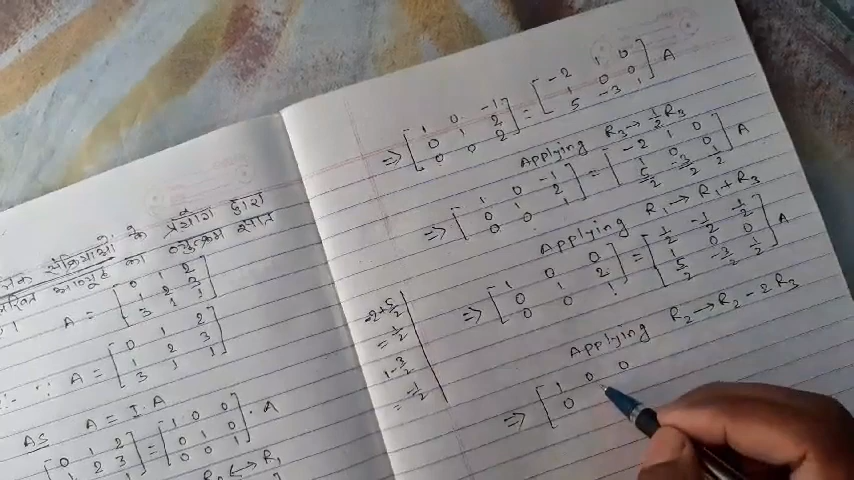 संक्रियाओं के प्रयोग द्वारा
आव्यूह का व्युत्क्रम ज्ञात
A = [0 1 2
1 2 3
3 1 1]
A = [0 1 2
1 2 3
3 1 1]
As A = I.A
[0 1 2 = [1 0 0
1 2 3 0 1 0
0 0 1] . A
R₂ ↔ R₁
⇒ [1 0 -1 = [-2 1 0
0 1 2 1 0 0
0 0 2] 5 -3 1] A
Applying R₃ → 1/2 R₃
⇒ [1 0 -1 = [-2 1 0
0 1 2 1 0 0
0 0 1] 5/2 -3/2 1/2] A
Applying R₁ → R₁ + R₃
⇒ [1 0 0 = [1/2 -1/2 1/2
0 1 2 1 0 0
0 0 1] 5/2 -3/2 1/2] A
-2+5/2
= 1/2
1-3/2
= -1/2
Applying R₂ → R₂ - 2R₃
⇒ [1 0 0
0